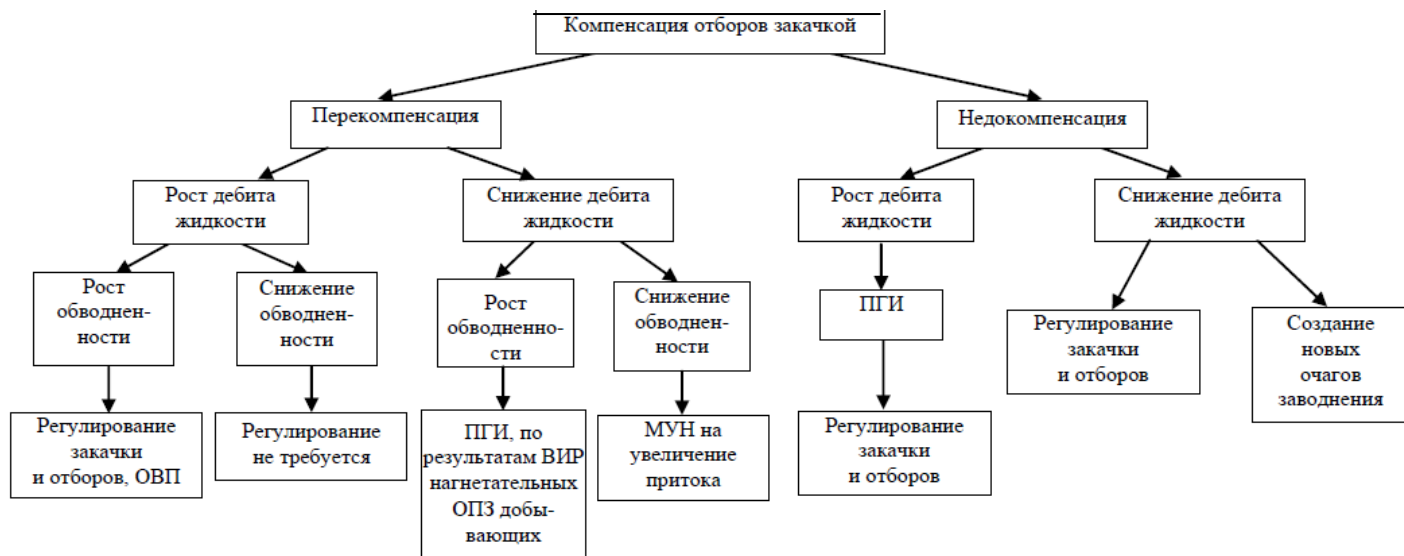 Компенсация отборов закачкой
Перекомпенсация
Недокомпенсация
Рост дебита
жидкости
Снижение дебита
жидкости
Рост дебита
жидкости
Снижение дебита
жидкости
Рост
обводнен-
ности
Снижение
обводнен-
ности
Рост
обводненно-
сти
Снижение
обводнен-
ности
ПГИ
Регулирование
закачки
и отборов
Создание
новых
очагов
заводнения
Регулирование
закачки
и отборов, ОВП
Регулирование
не требуется
ПГИ, по
результатам ВИР
нагнетательных
ОПЗ добы-
вающих
МУН на
увеличение
притока
Регулирование
закачки
и отборов